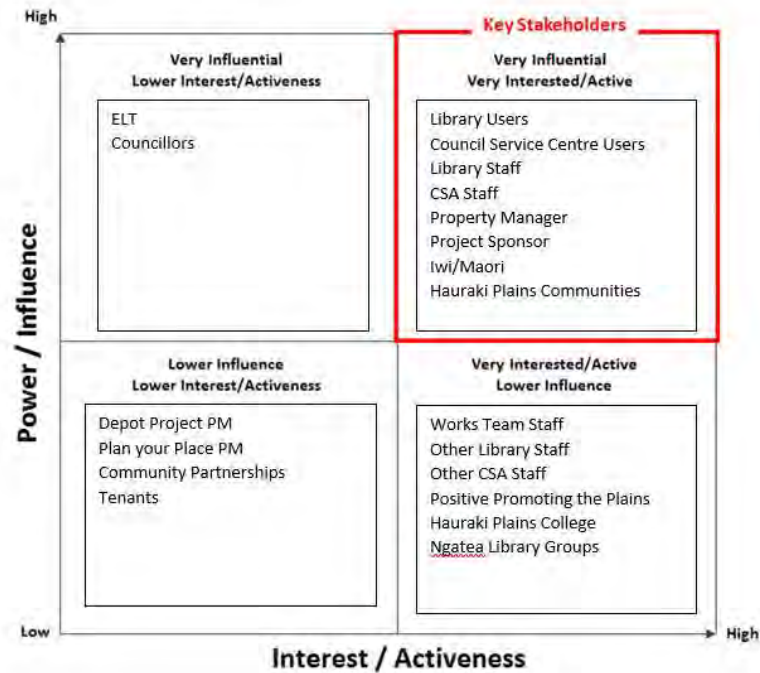 High
Key Stakeholders
Very Influential
Lower Interest/Activeness
ELT
Councillors
Very Influential
Very Interested/Active
Library Users
Council Service Centre Users
Library Staff
CSA Staff
Property Manager
Project Sponsor
Iwi/Maori
Hauraki Plains Communities
Power / Influence
Lower Influence
Lower Interest/Activeness
Depot Project PM
Plan your Place PM
Community Partnerships
Tenants
Very Interested/Active
Lower Influence
Works Team Staff
Other Library Staff
Other CSA Staff
Positive Promoting the Plains
Hauraki Plains College
Ngatea Library Groups
Low
High
Interest / Activeness